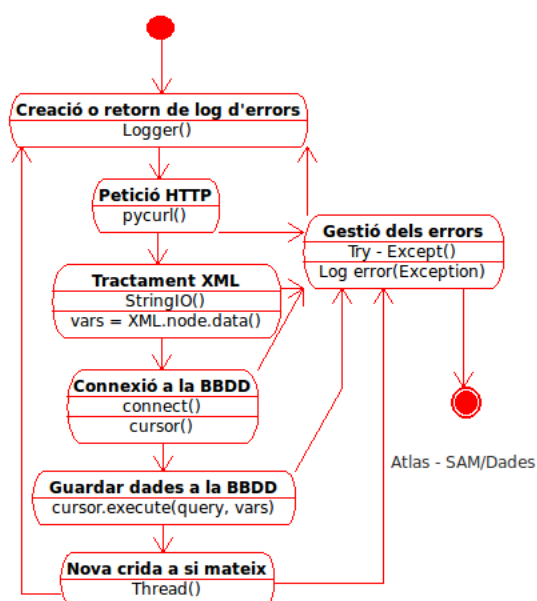 Creació o retorn de log d'errors
Logger()
Petició HTTP
pycurl()
Gestió dels errors
Try - Except()
Log error(Exception)
Tractament XML
StringIO()
vars = XML.node.data()
Connexió a la BBDD
connect()
cursor()
Atlas - SAM/Dades
Guardar dades a la BBDD
cursor.execute(query, vars)
Nova crida a si mateix
Thread()